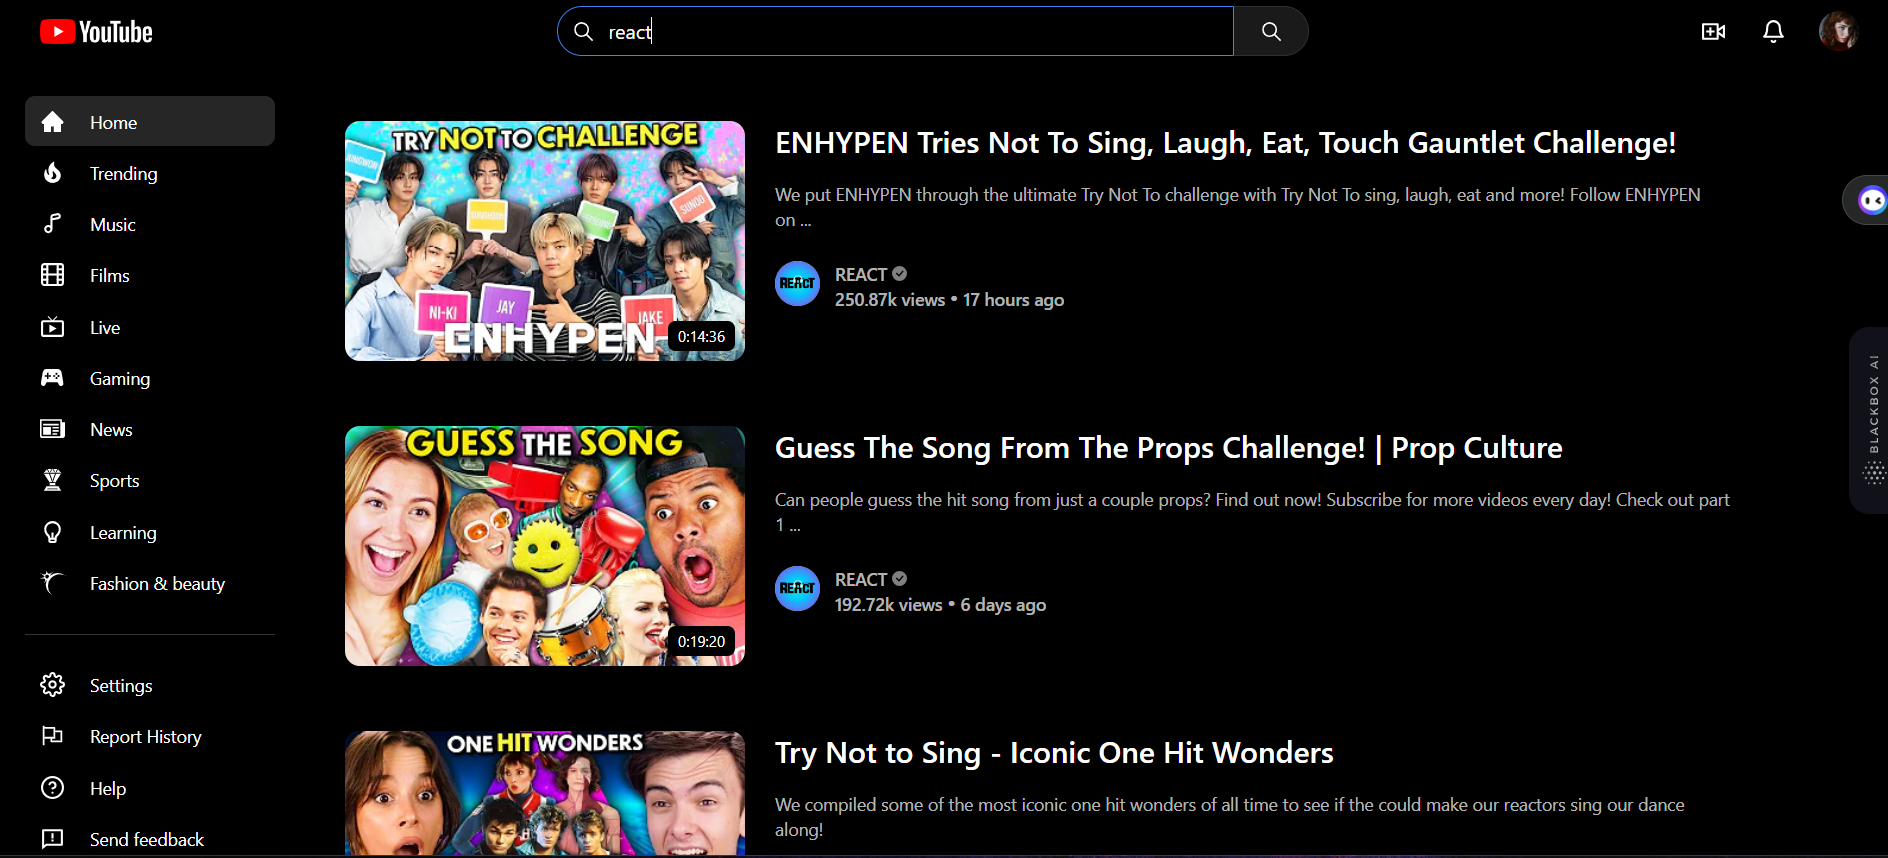 YouTube
react
Home
Trending
Music
Films
Live
Gaming
News
Sports
Learning
Fashion & beauty
Settings
Report History
Help
Send feedback
TRY NOT TO CHALLENGE
JUNGWON
SUNGHOON
HEESEUNG
SUNOO
NI-KI
JAY
JAKE
ENHYPEN
0:14:36
ENHYPEN Tries Not To Sing, Laugh, Eat, Touch Gauntlet Challenge!
We put ENHYPEN through the ultimate Try Not To challenge with Try Not To sing, laugh, eat and more! Follow ENHYPEN
on ...
REACT
REACT
250.87k views • 17 hours ago
GUESS THE SONG
0:19:20
Guess The Song From The Props Challenge! | Prop Culture
Can people guess the hit song from just a couple props? Find out now! Subscribe for more videos every day! Check out part
1 ...
REACT
REACT
192.72k views • 6 days ago
ONE HIT WONDERS
Try Not to Sing - Iconic One Hit Wonders
We compiled some of the most iconic one hit wonders of all time to see if the could make our reactors sing our dance
along!
BLACKBOX AI